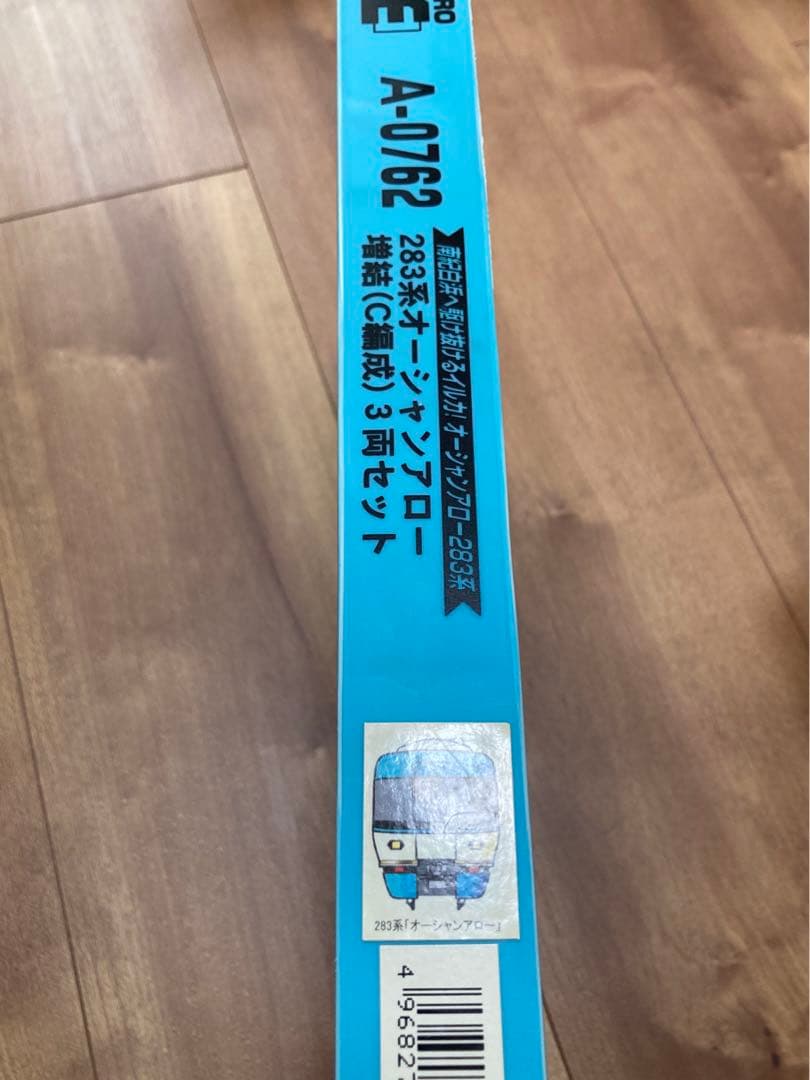 RO
E
A-0762
南紀白浜へ駆け抜けるイルカ! オーシャンアロー283系
283系オーシャンアロー
増結(C編成)3両セット
283系「オーシャンアロー」
4 96827